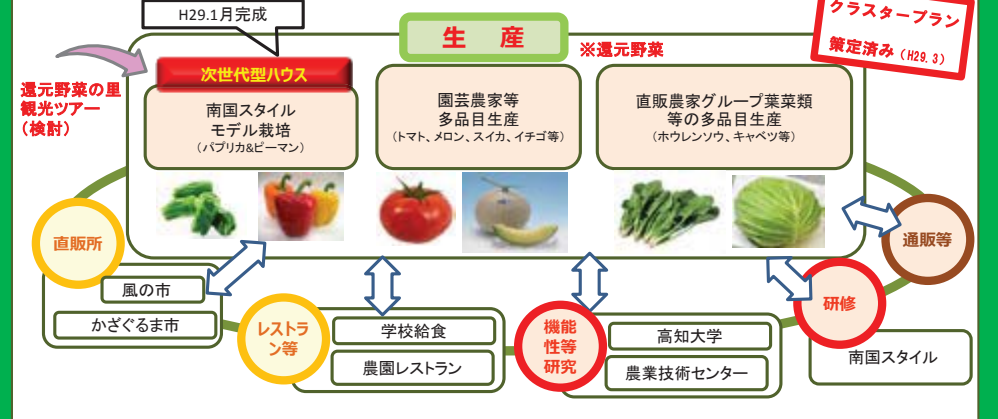 H29.1月完成
生 産
※還元野菜
クラスタープラン
策定済み（H29.3）
還元野菜の里
観光ツアー
（検討）
次世代型ハウス
南国スタイル
モデル栽培
（パプリカ&ピーマン）
園芸農家等
多品目生産
（トマト、メロン、スイカ、イチゴ等）
直販農家グループ葉菜類
等の多品目生産
（ホウレンソウ、キャベツ等）
直販所
風の市
かざぐるま市
レストラ
ン等
学校給食
農園レストラン
機能
性等
研究
高知大学
農業技術センター
研修
南国スタイル
通販等